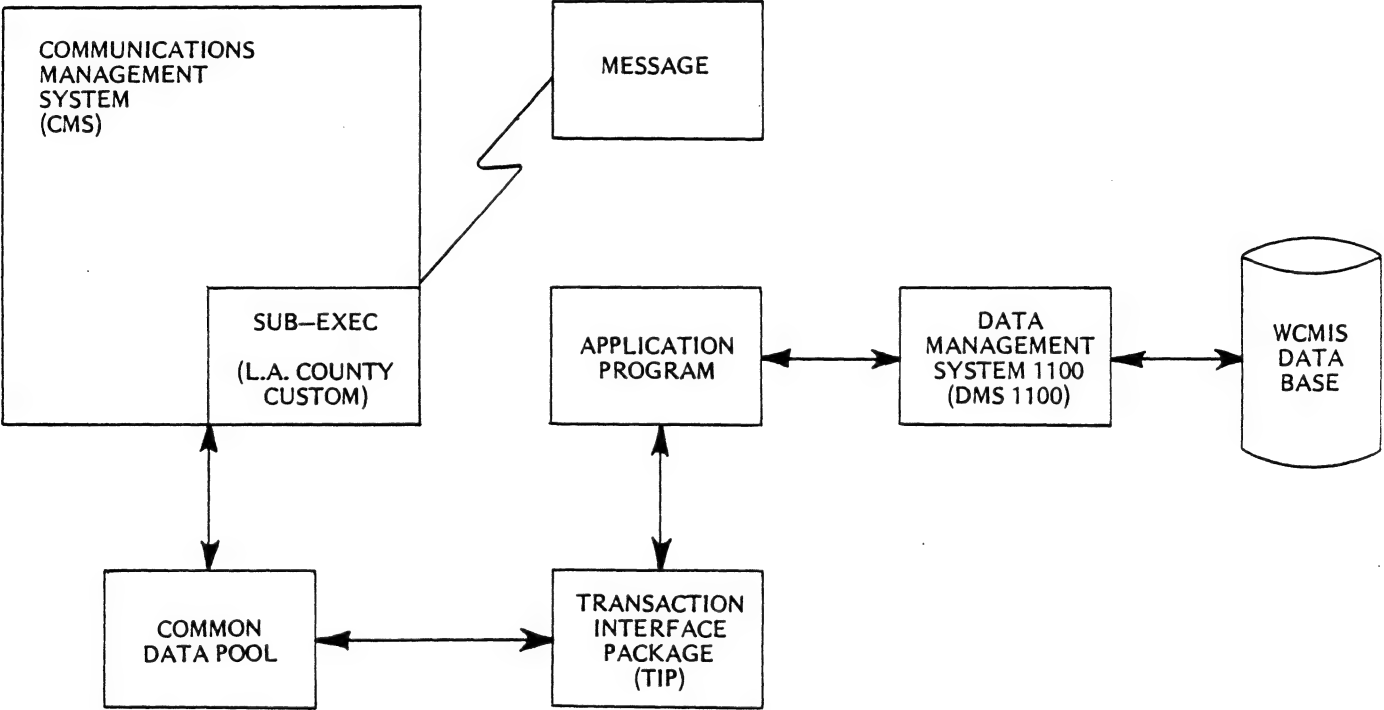 COMMUNICATIONS
MANAGEMENT
SYSTEM
(CMS)
MESSAGE
SUB—EXEC
(L.A. COUNTY
CUSTOM)
APPLICATION
PROGRAM
DATA
MANAGEMENT
SYSTEM 1100
(DMS 1100)
WCMIS
DATA
BASE
COMMON
DATA POOL
TRANSACTION
INTERFACE
PACKAGE
(TIP)